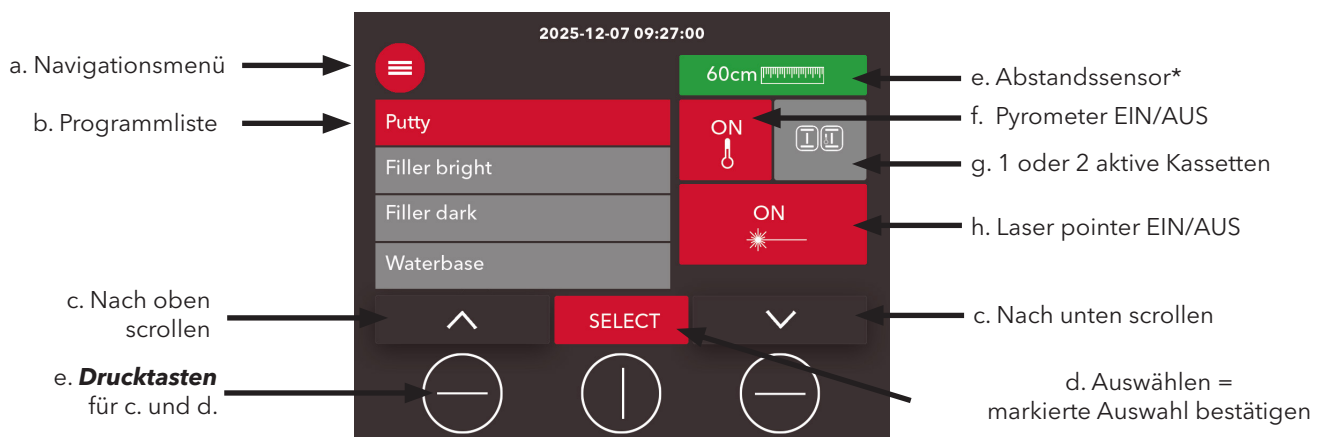 2025-12-07 09:27:00
a. Navigationsmenü
60cm
e. Abstandssensor*
b. Programmliste
Putty
ON
f. Pyrometer EIN/AUS
Filler bright
g. 1 oder 2 aktive Kassetten
Filler dark
ON
h. Laser pointer EIN/AUS
Waterbase
c. Nach oben
scrollen
SELECT
c. Nach unten scrollen
e. Drucktasten
für c. und d.
d. Auswählen =
markierte Auswahl bestätigen